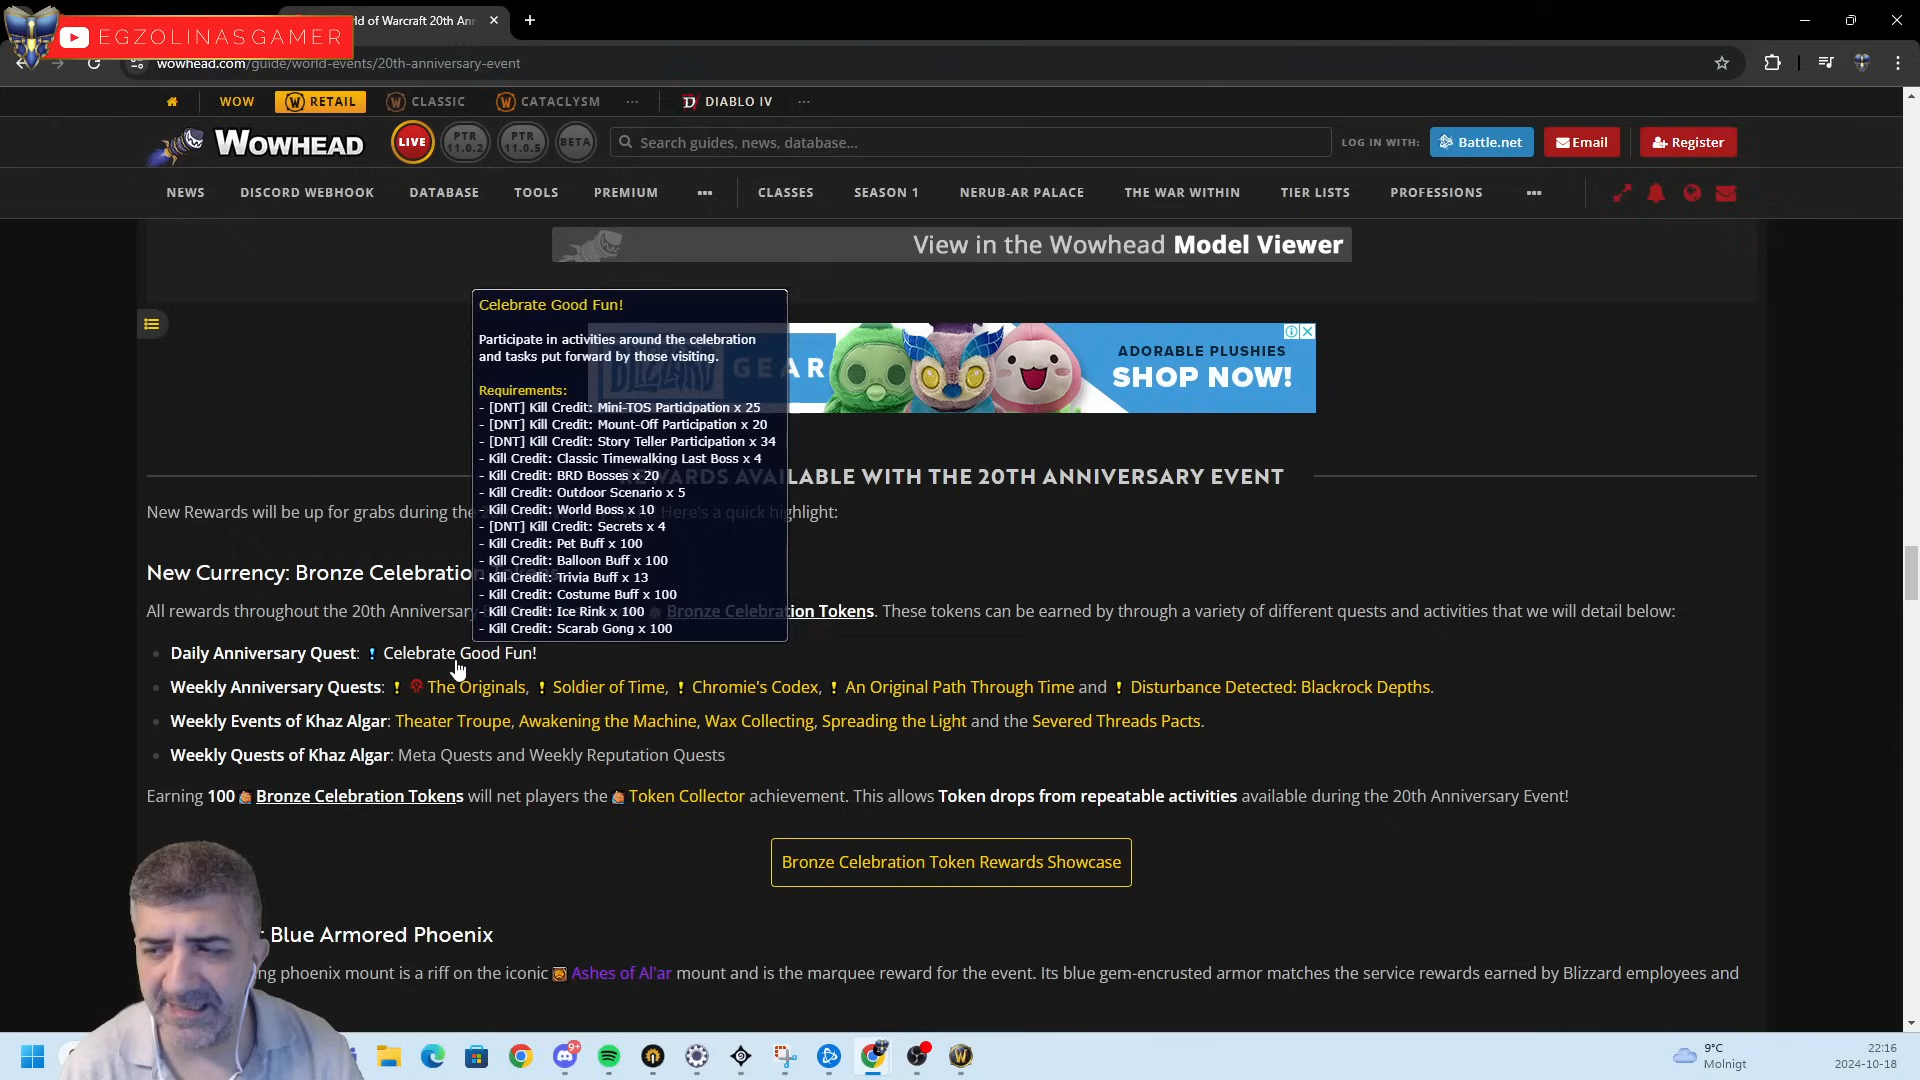 EGZOLINASGAMER
ld of Warcraft 20th Ann
wowhead.com/guide/world-events/20th-anniversary-event
WOW RETAIL CLASSIC CATACLYSM ... DIABLO IV ...
WOWHEAD LIVE PTR 11.0.2 PTR 11.0.5 BETA Search guides, news, database... LOG IN WITH: Battle.net Email Register
NEWS DISCORD WEBHOOK DATABASE TOOLS PREMIUM ... CLASSES SEASON 1 NERUB-AR PALACE THE WAR WITHIN TIER LISTS PROFESSIONS ...
View in the Wowhead Model Viewer
Celebrate Good Fun!
Participate in activities around the celebration
and tasks put forward by those visiting.
Requirements:
- [DNT] Kill Credit: Mini-TOS Participation x 25
- [DNT] Kill Credit: Mount-Off Participation x 20
- [DNT] Kill Credit: Story Teller Participation x 34
- Kill Credit: Classic Timewalking Last Boss x 4
- Kill Credit: BRD Bosses x 20
- Kill Credit: Outdoor Scenario x 5
- Kill Credit: World Boss x 10
- [DNT] Kill Credit: Secrets x 4
- Kill Credit: Pet Buff x 100
- Kill Credit: Balloon Buff x 100
- Kill Credit: Trivia Buff x 13
- Kill Credit: Costume Buff x 100
- Kill Credit: Ice Rink x 100
- Kill Credit: Scarab Gong x 100
BLIZZARD GEAR
ADORABLE PLUSHIES
SHOP NOW!
REWARDS AVAILABLE WITH THE 20TH ANNIVERSARY EVENT
New Rewards will be up for grabs during the Here's a quick highlight:
New Currency: Bronze Celebration Tokens
All rewards throughout the 20th Anniversary Bronze Celebration Tokens. These tokens can be earned by through a variety of different quests and activities that we will detail below:
Daily Anniversary Quest: Celebrate Good Fun!
Weekly Anniversary Quests: The Originals, Soldier of Time, Chromie's Codex, An Original Path Through Time and Disturbance Detected: Blackrock Depths.
Weekly Events of Khaz Algar: Theater Troupe, Awakening the Machine, Wax Collecting, Spreading the Light and the Severed Threads Pacts.
Weekly Quests of Khaz Algar: Meta Quests and Weekly Reputation Quests
Earning 100 Bronze Celebration Tokens will net players the Token Collector achievement. This allows Token drops from repeatable activities available during the 20th Anniversary Event!
Bronze Celebration Token Rewards Showcase
: Blue Armored Phoenix
ng phoenix mount is a riff on the iconic Ashes of Al'ar mount and is the marquee reward for the event. Its blue gem-encrusted armor matches the service rewards earned by Blizzard employees and
9+
9°C
Molnigt
22:16
2024-10-18